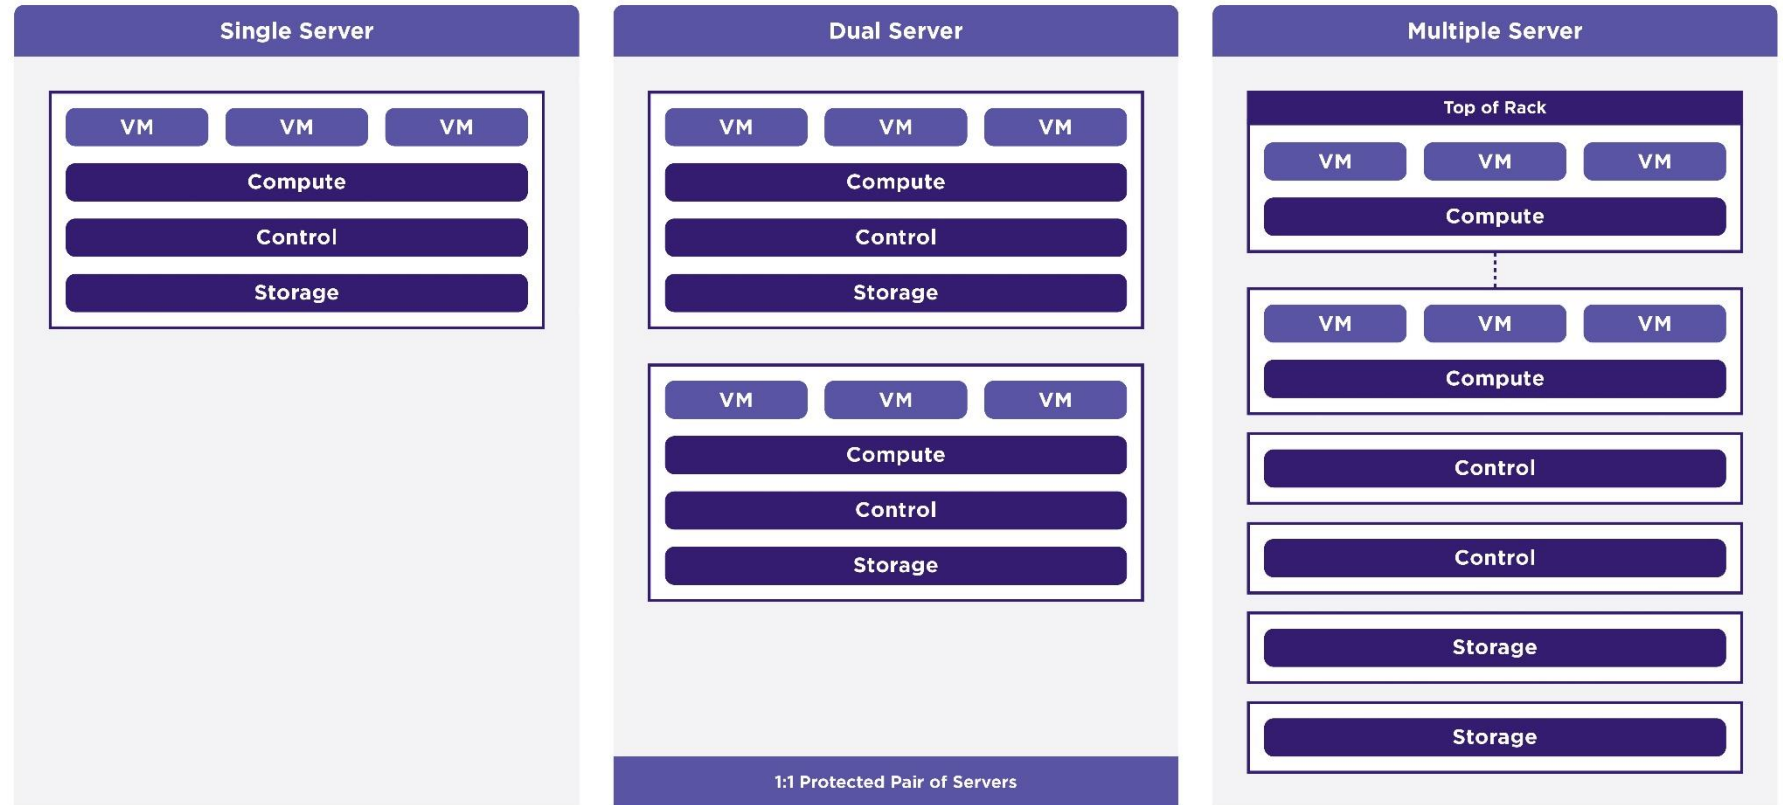 Single Server
VM VM VM
Compute
Control
Storage
Dual Server
VM VM VM
Compute
Control
Storage
VM VM VM
Compute
Control
Storage
1:1 Protected Pair of Servers
Multiple Server
Top of Rack
VM VM VM
Compute
VM VM VM
Compute
Control
Control
Storage
Storage